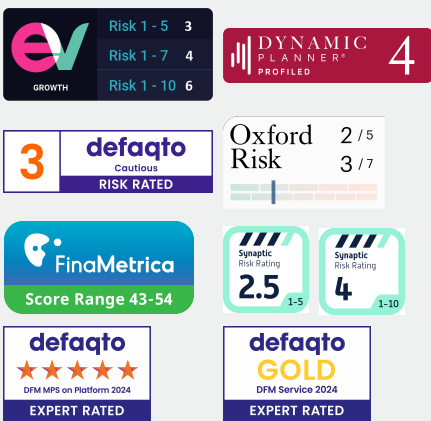 ev
GROWTH
Risk 1 - 5 3
Risk 1 - 7 4
Risk 1 - 10 6
DYNAMIC
PLANNER®
PROFILED
4
3
defaqto
Cautious
RISK RATED
Oxford
Risk
2 / 5
3 / 7
FinaMetrica
Score Range 43-54
Synaptic
Risk Rating
2.5
1-5
Synaptic
Risk Rating
4
1-10
defaqto
DFM MPS on Platform 2024
EXPERT RATED
defaqto
GOLD
DFM Service 2024
EXPERT RATED